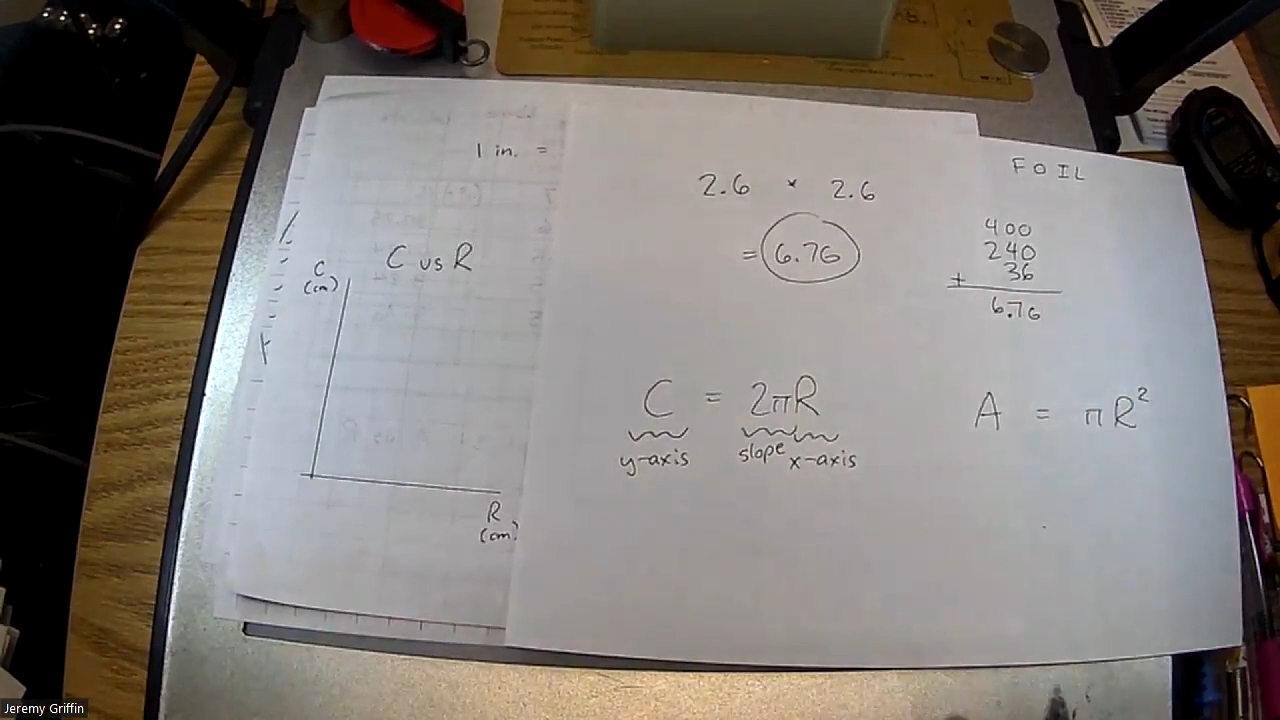 1 in. =
C vs R
C
(cm)
R
(cm)
2.6 * 2.6
= 6.76
FOIL
400
240
+ 36
6.76
C = 2πR
y-axis slope x-axis
A = πR²
Jeremy Griffin